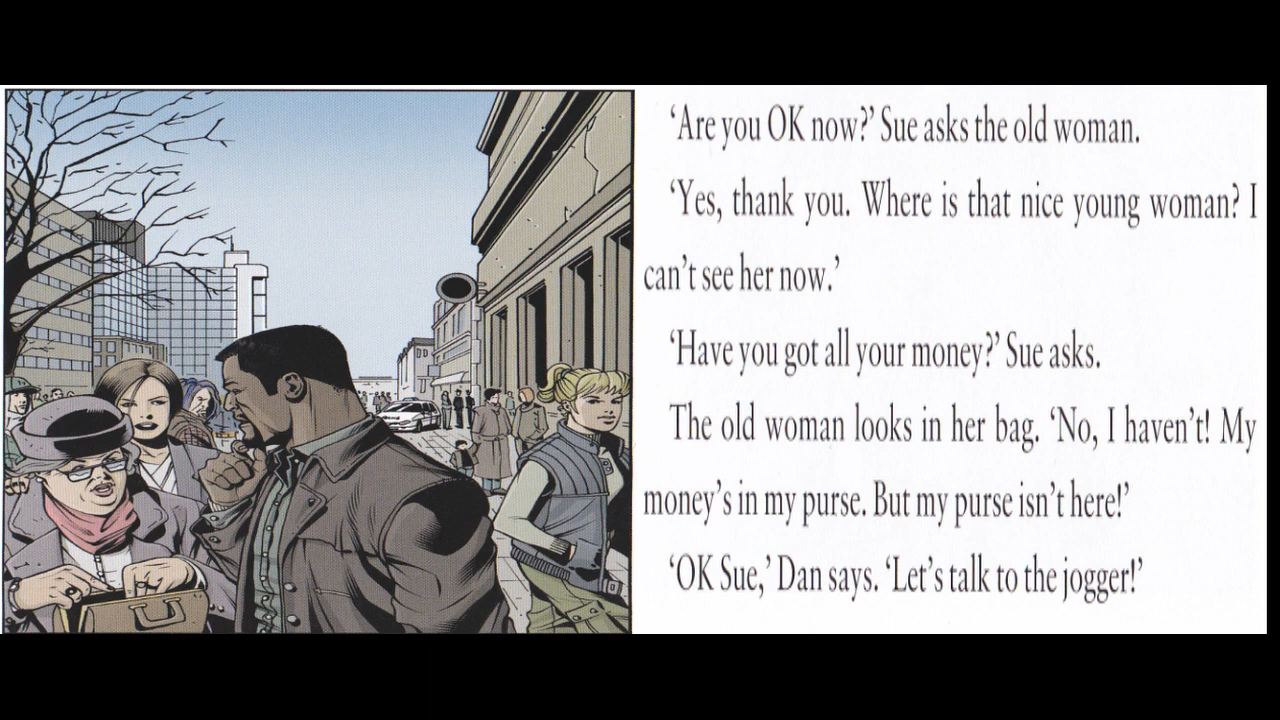 ‘Are you OK now?’ Sue asks the old woman.
‘Yes, thank you. Where is that nice young woman? I
can’t see her now.’
‘Have you got all your money?’ Sue asks.
The old woman looks in her bag. ‘No, I haven’t! My
money’s in my purse. But my purse isn’t here!’
‘OK Sue,’ Dan says. ‘Let’s talk to the jogger!’